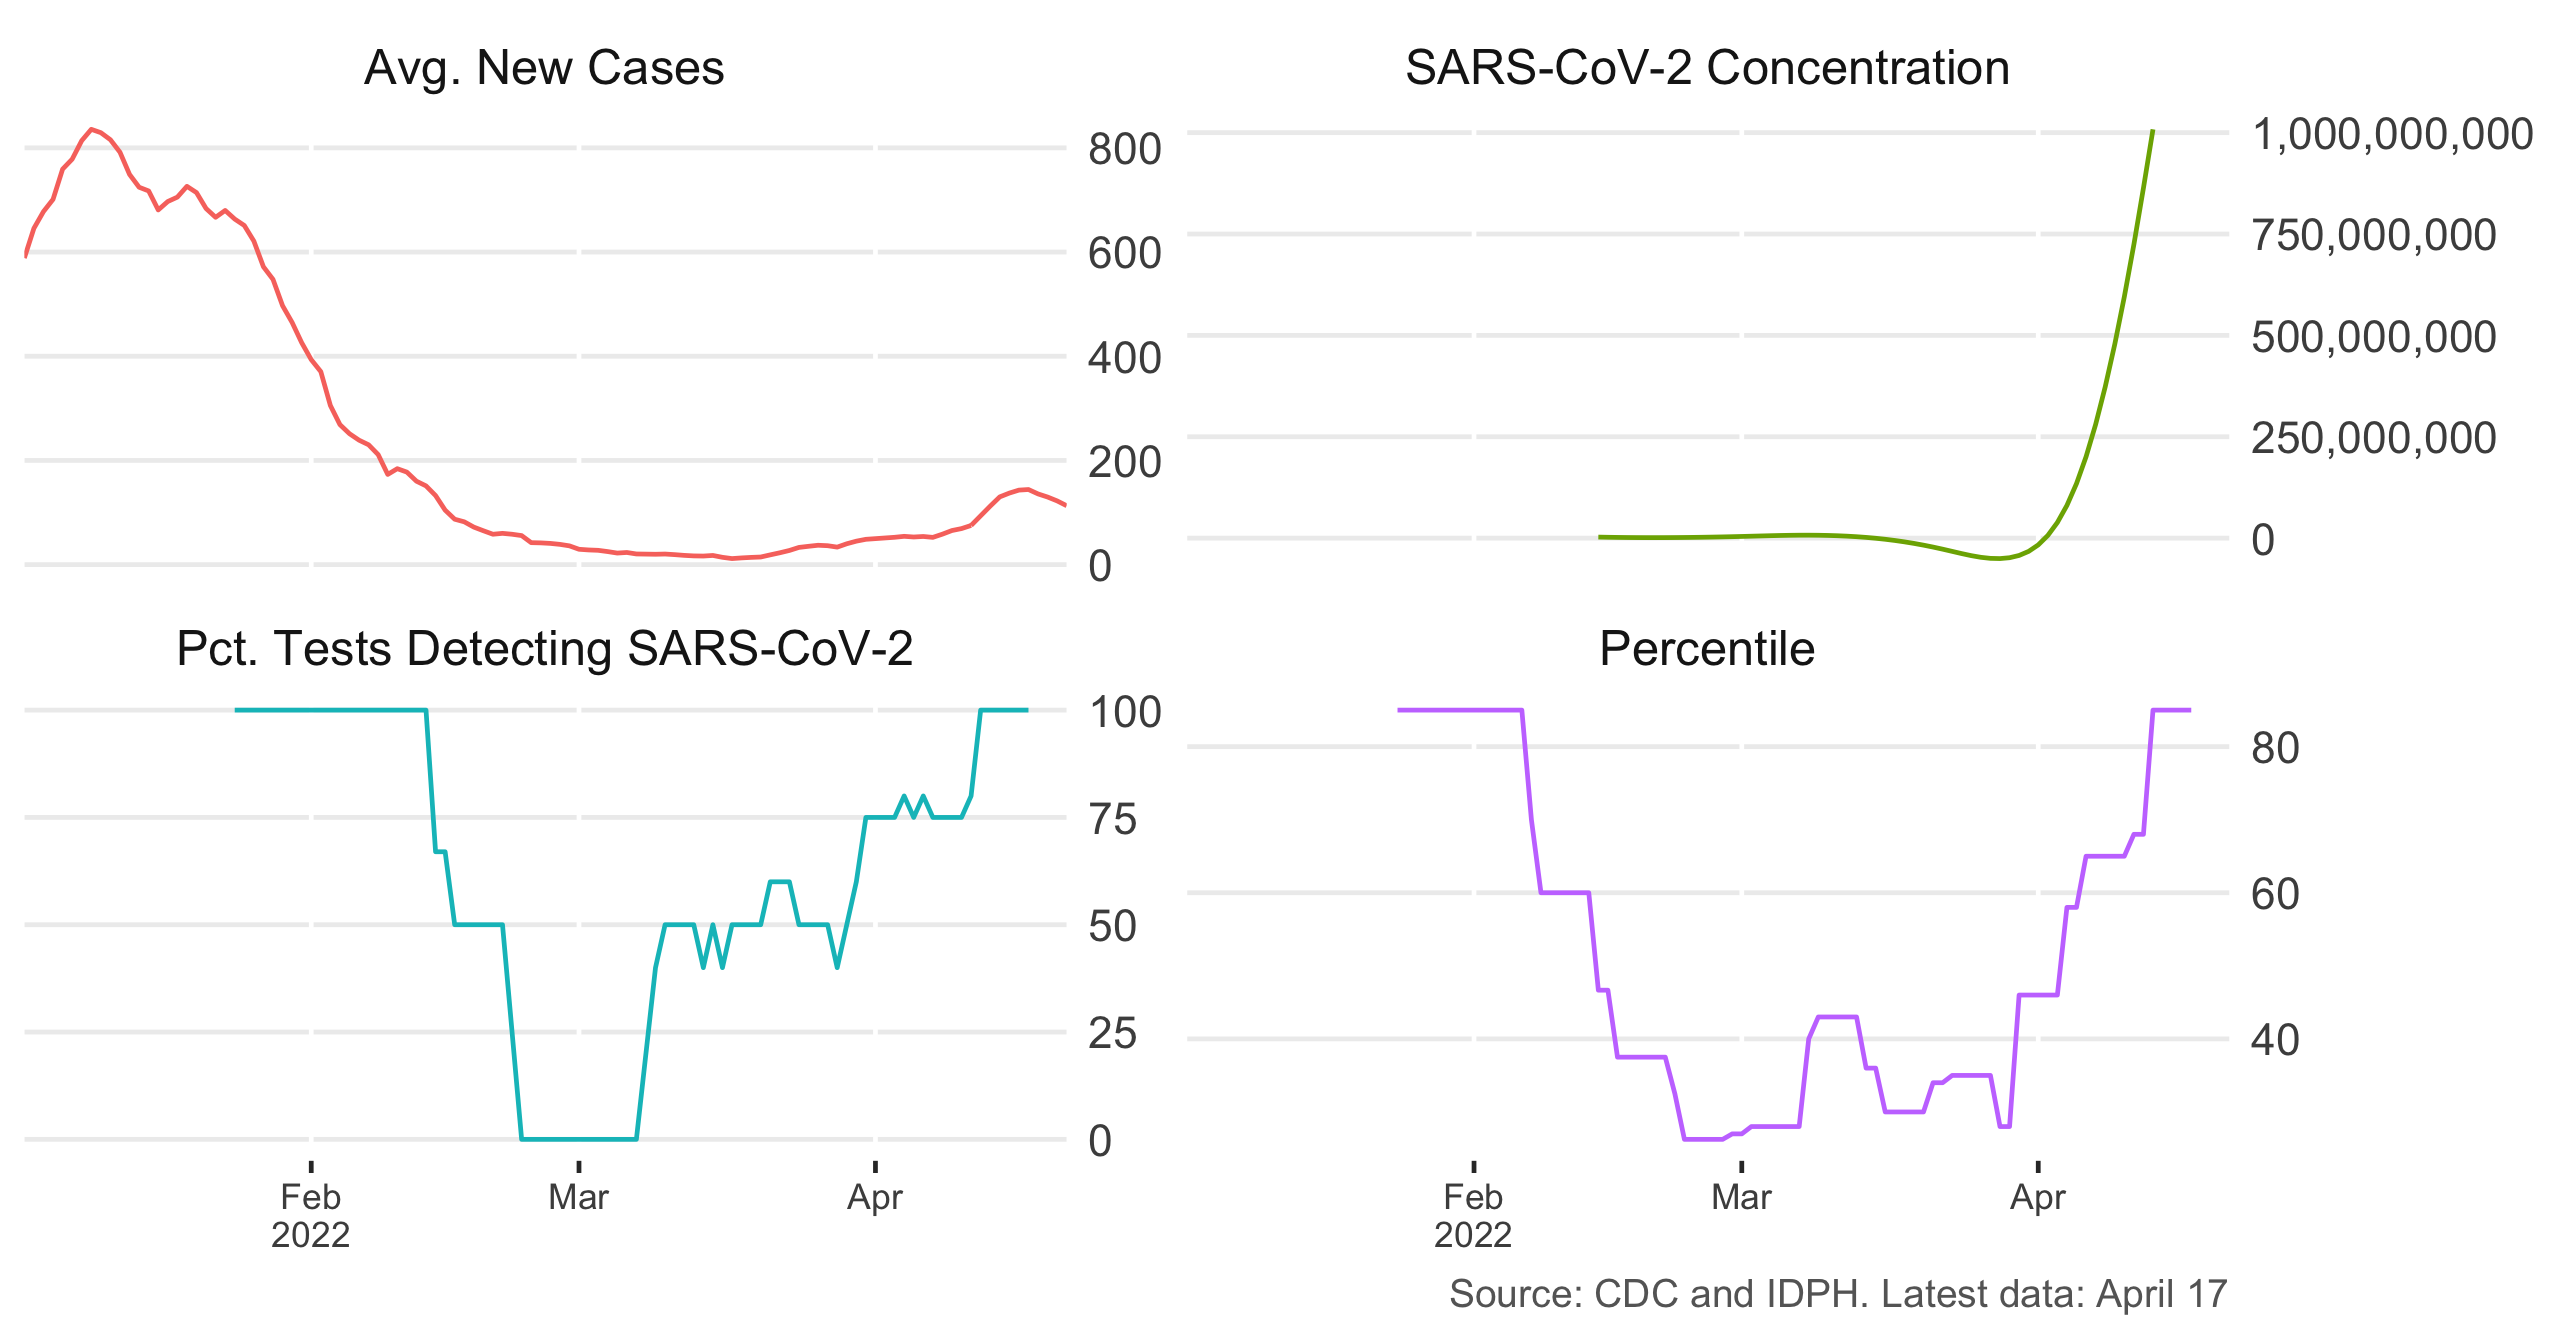 Avg. New Cases
800
600
400
200
0
SARS-CoV-2 Concentration
1,000,000,000
750,000,000
500,000,000
250,000,000
0
Pct. Tests Detecting SARS-CoV-2
100
75
50
25
0
Feb
2022
Mar
Apr
Percentile
80
60
40
Feb
2022
Mar
Apr
Source: CDC and IDPH. Latest data: April 17